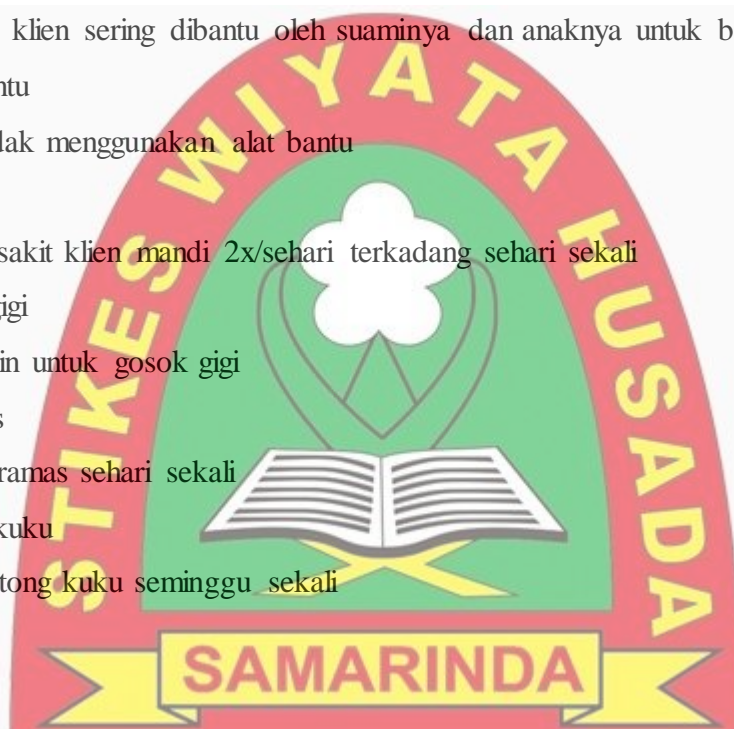 klien sering dibantu oleh suaminya dan anaknya untuk b
ntu
dak menggunakan alat bantu
sakit klien mandi 2x/sehari terkadang sehari sekali
gigi
in untuk gosok gigi
s
ramas sehari sekali
kuku
tong kuku seminggu sekali
STIKES WIYATA HUSADA
SAMARINDA